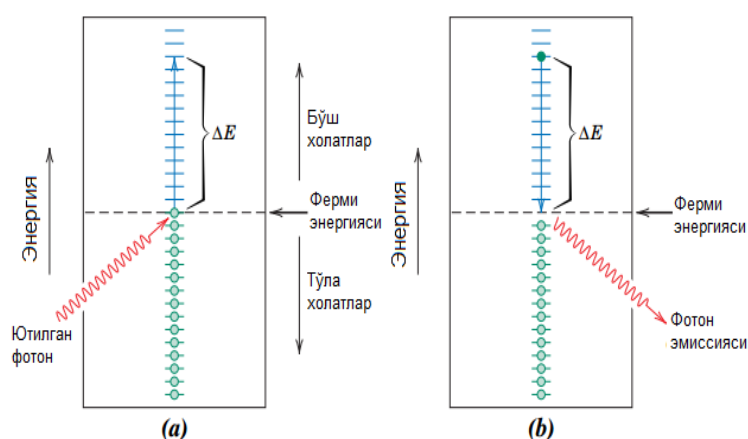 Энергия
Ютилган
фотон
ΔE
Бўш
холатлар
Ферми
энергияси
Тўла
холатлар
(a)
Энергия
ΔE
Ферми
энергияси
Фотон
эмиссияси
(b)